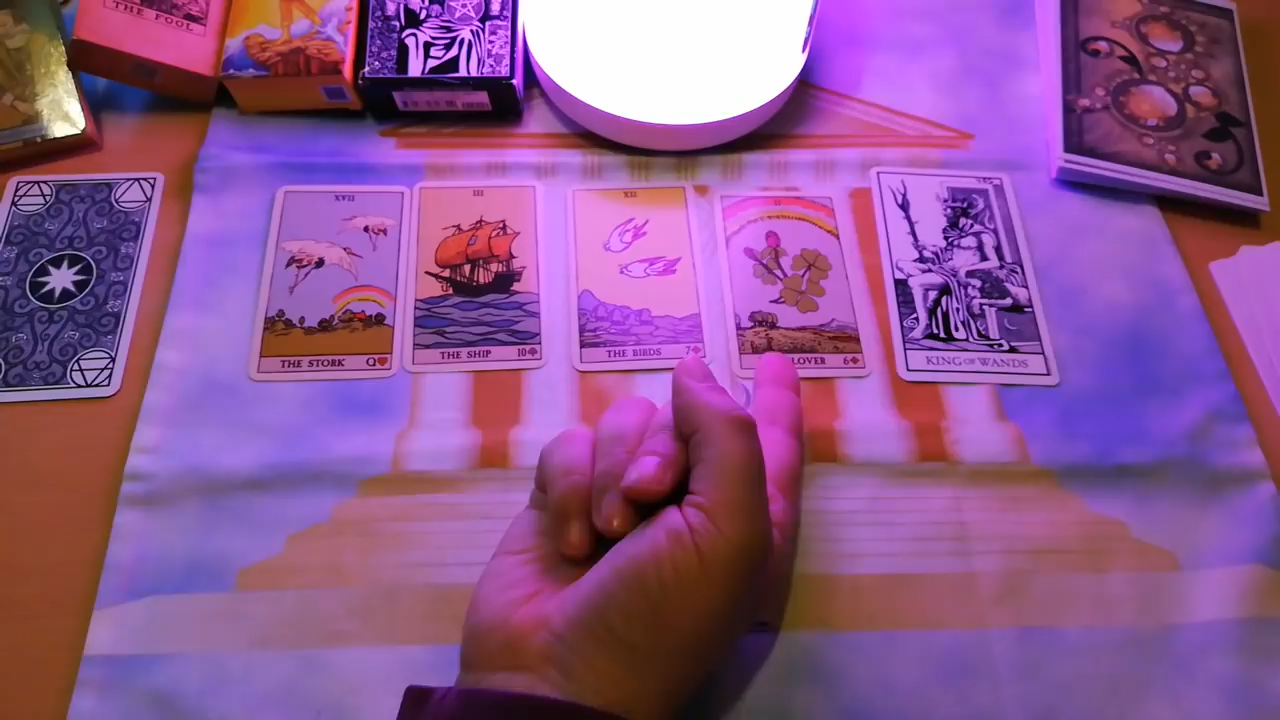 THE FOOL
XVII
THE STORK Q
III
THE SHIP 10
XII
THE BIRDS 7
II
LOVER 6
KING OF WANDS